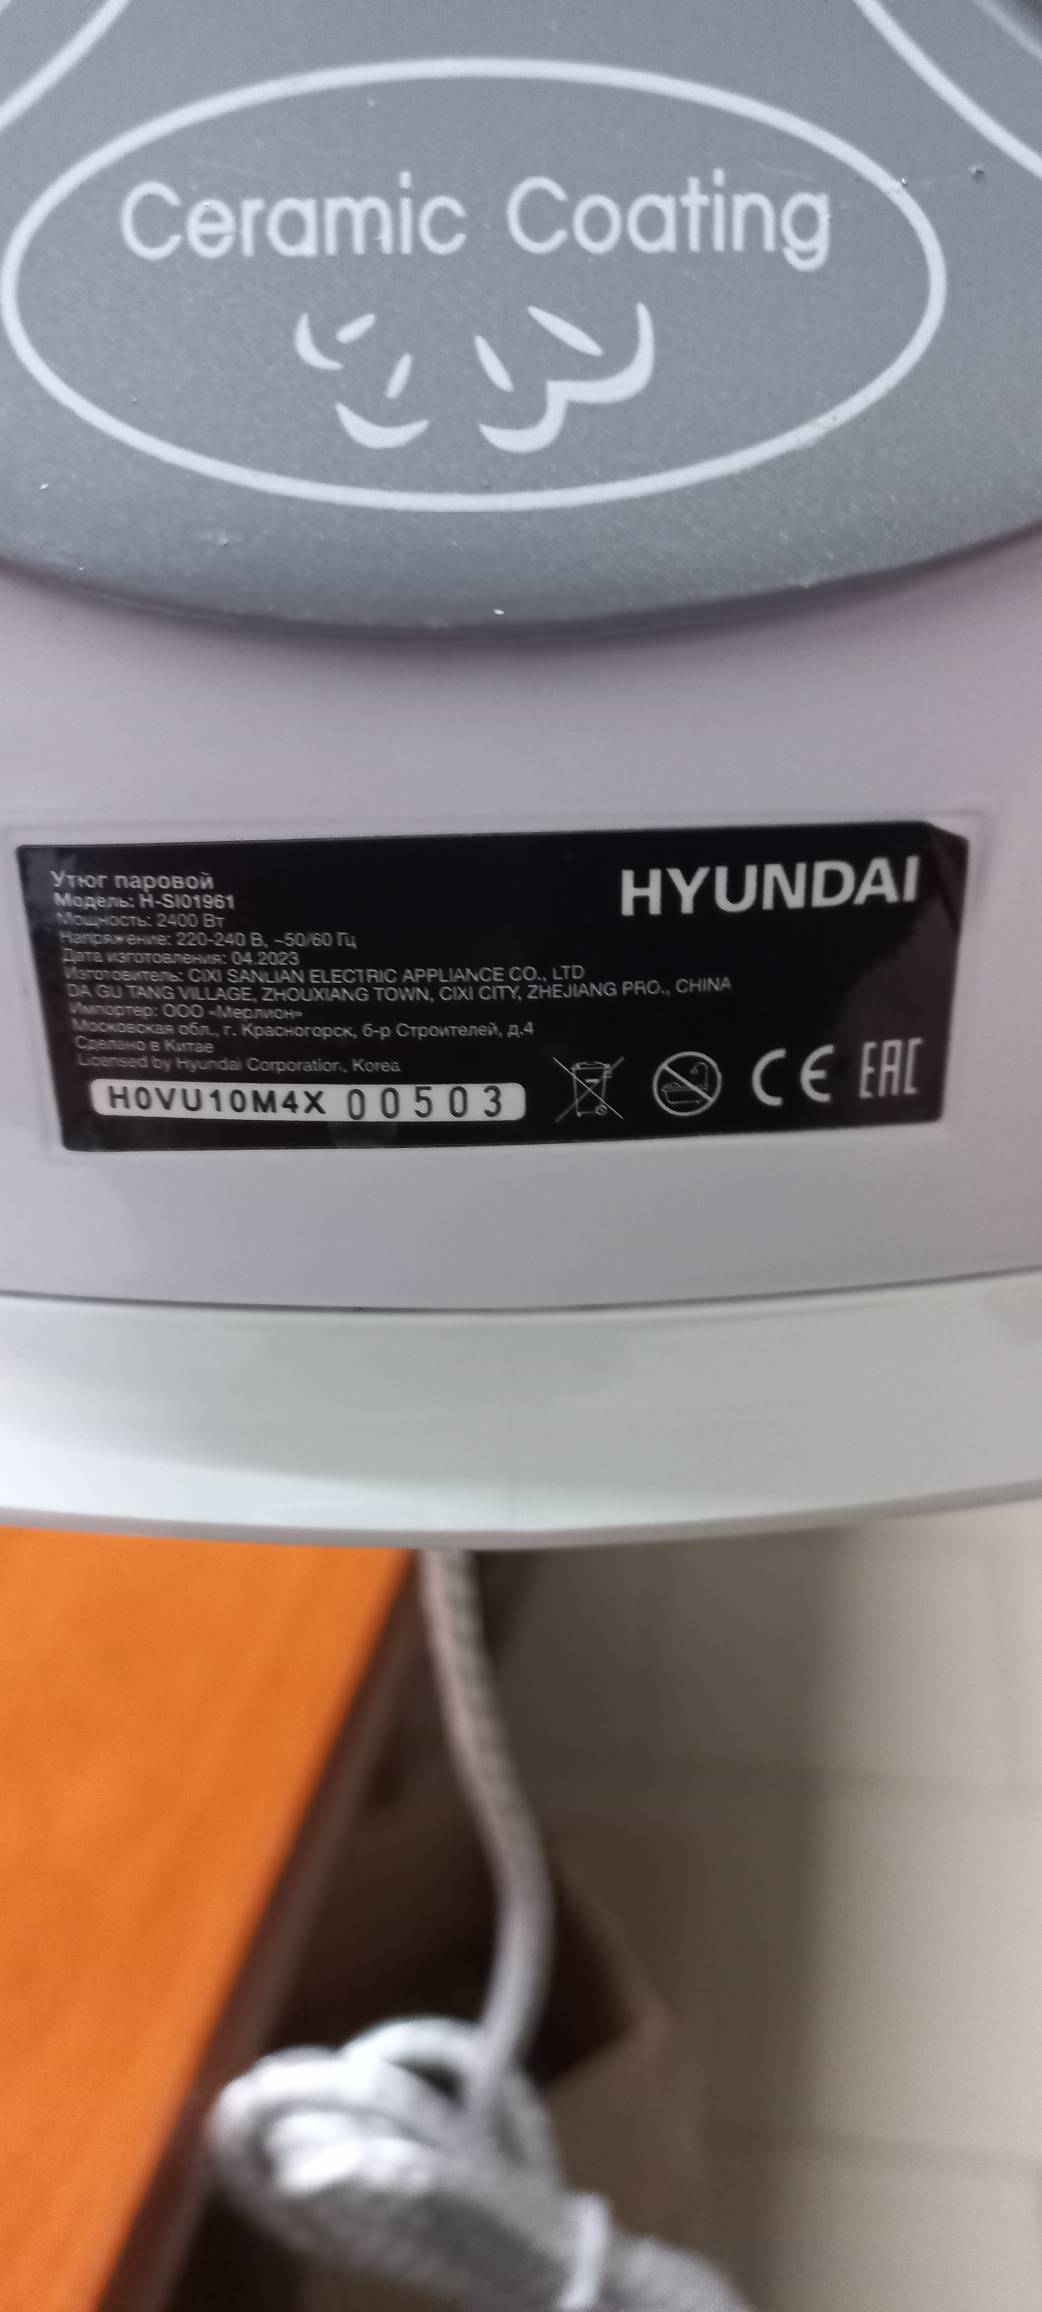 Ceramic Coating
HYUNDAI
Утюг паровой
Модель: H-SI01961
Мощность: 2400 Вт
Напряжение: 220-240 В, ~50/60 Гц
Дата изготовления: 04.2023
Изготовитель: CIXI SANLIAN ELECTRIC APPLIANCE CO., LTD
DA GU TANG VILLAGE, ZHOUXIANG TOWN, CIXI CITY, ZHEJIANG PRO., CHINA
Импортер: ООО «Мерлион»
Московская обл., г. Красногорск, б-р Строителей, д.4
Сделано в Китае
Licensed by Hyundai Corporation, Korea
H0VU10M4X 00503
CE EAC